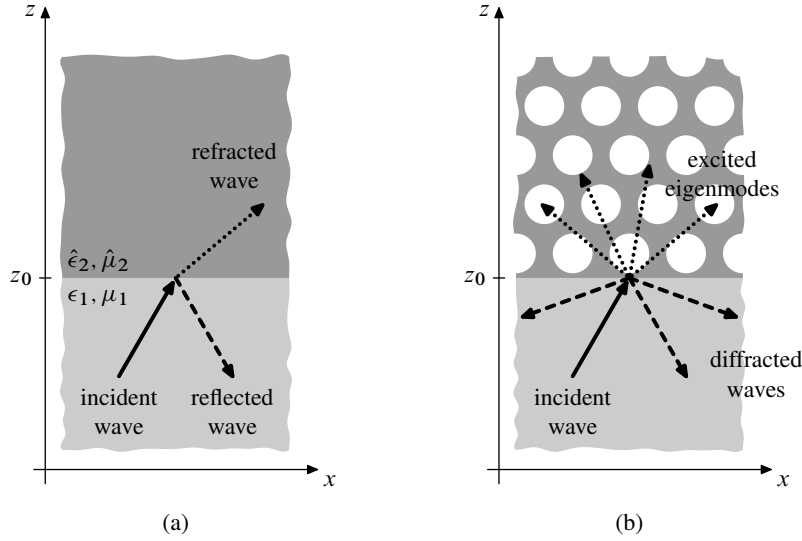 z
refracted
wave
ϵ̂₂, μ̂₂
z₀
ϵ₁, μ₁
incident
wave
reflected
wave
x
(a)
z
excited
eigenmodes
z₀
diffracted
waves
incident
wave
x
(b)